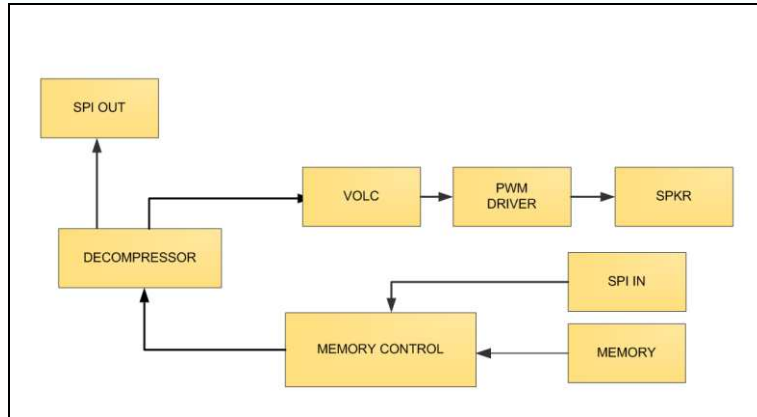 SPI OUT
VOLC
PWM
DRIVER
SPKR
DECOMPRESSOR
SPI IN
MEMORY CONTROL
MEMORY